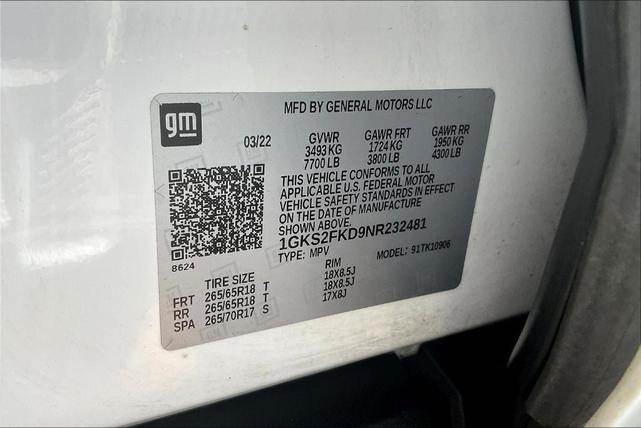 gm
MFD BY GENERAL MOTORS LLC
03/22 GVWR GAWR FRT GAWR RR
3493 KG 1724 KG 1950 KG
7700 LB 3800 LB 4300 LB
THIS VEHICLE CONFORMS TO ALL
APPLICABLE U.S. FEDERAL MOTOR
VEHICLE SAFETY STANDARDS IN EFFECT
ON THE DATE OF MANUFACTURE
SHOWN ABOVE.
1GKS2FKD9NR232481
8624
TYPE: MPV MODEL: 91TK10906
TIRE SIZE RIM
FRT 265/65R18 T 18X8.5J
RR 265/65R18 T 18X8.5J
SPA 265/70R17 S 17X8J